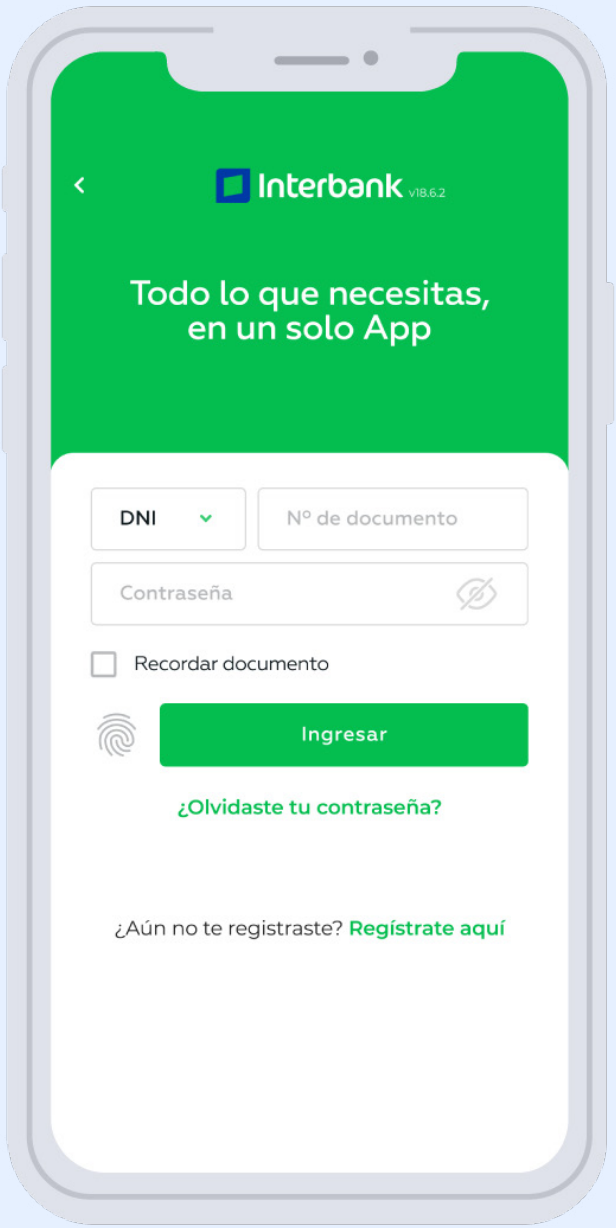 Interbank v18.6.2
Todo lo que necesitas,
en un solo App
DNI Nº de documento
Contraseña
Recordar documento
Ingresar
¿Olvidaste tu contraseña?
¿Aún no te registraste? Regístrate aquí